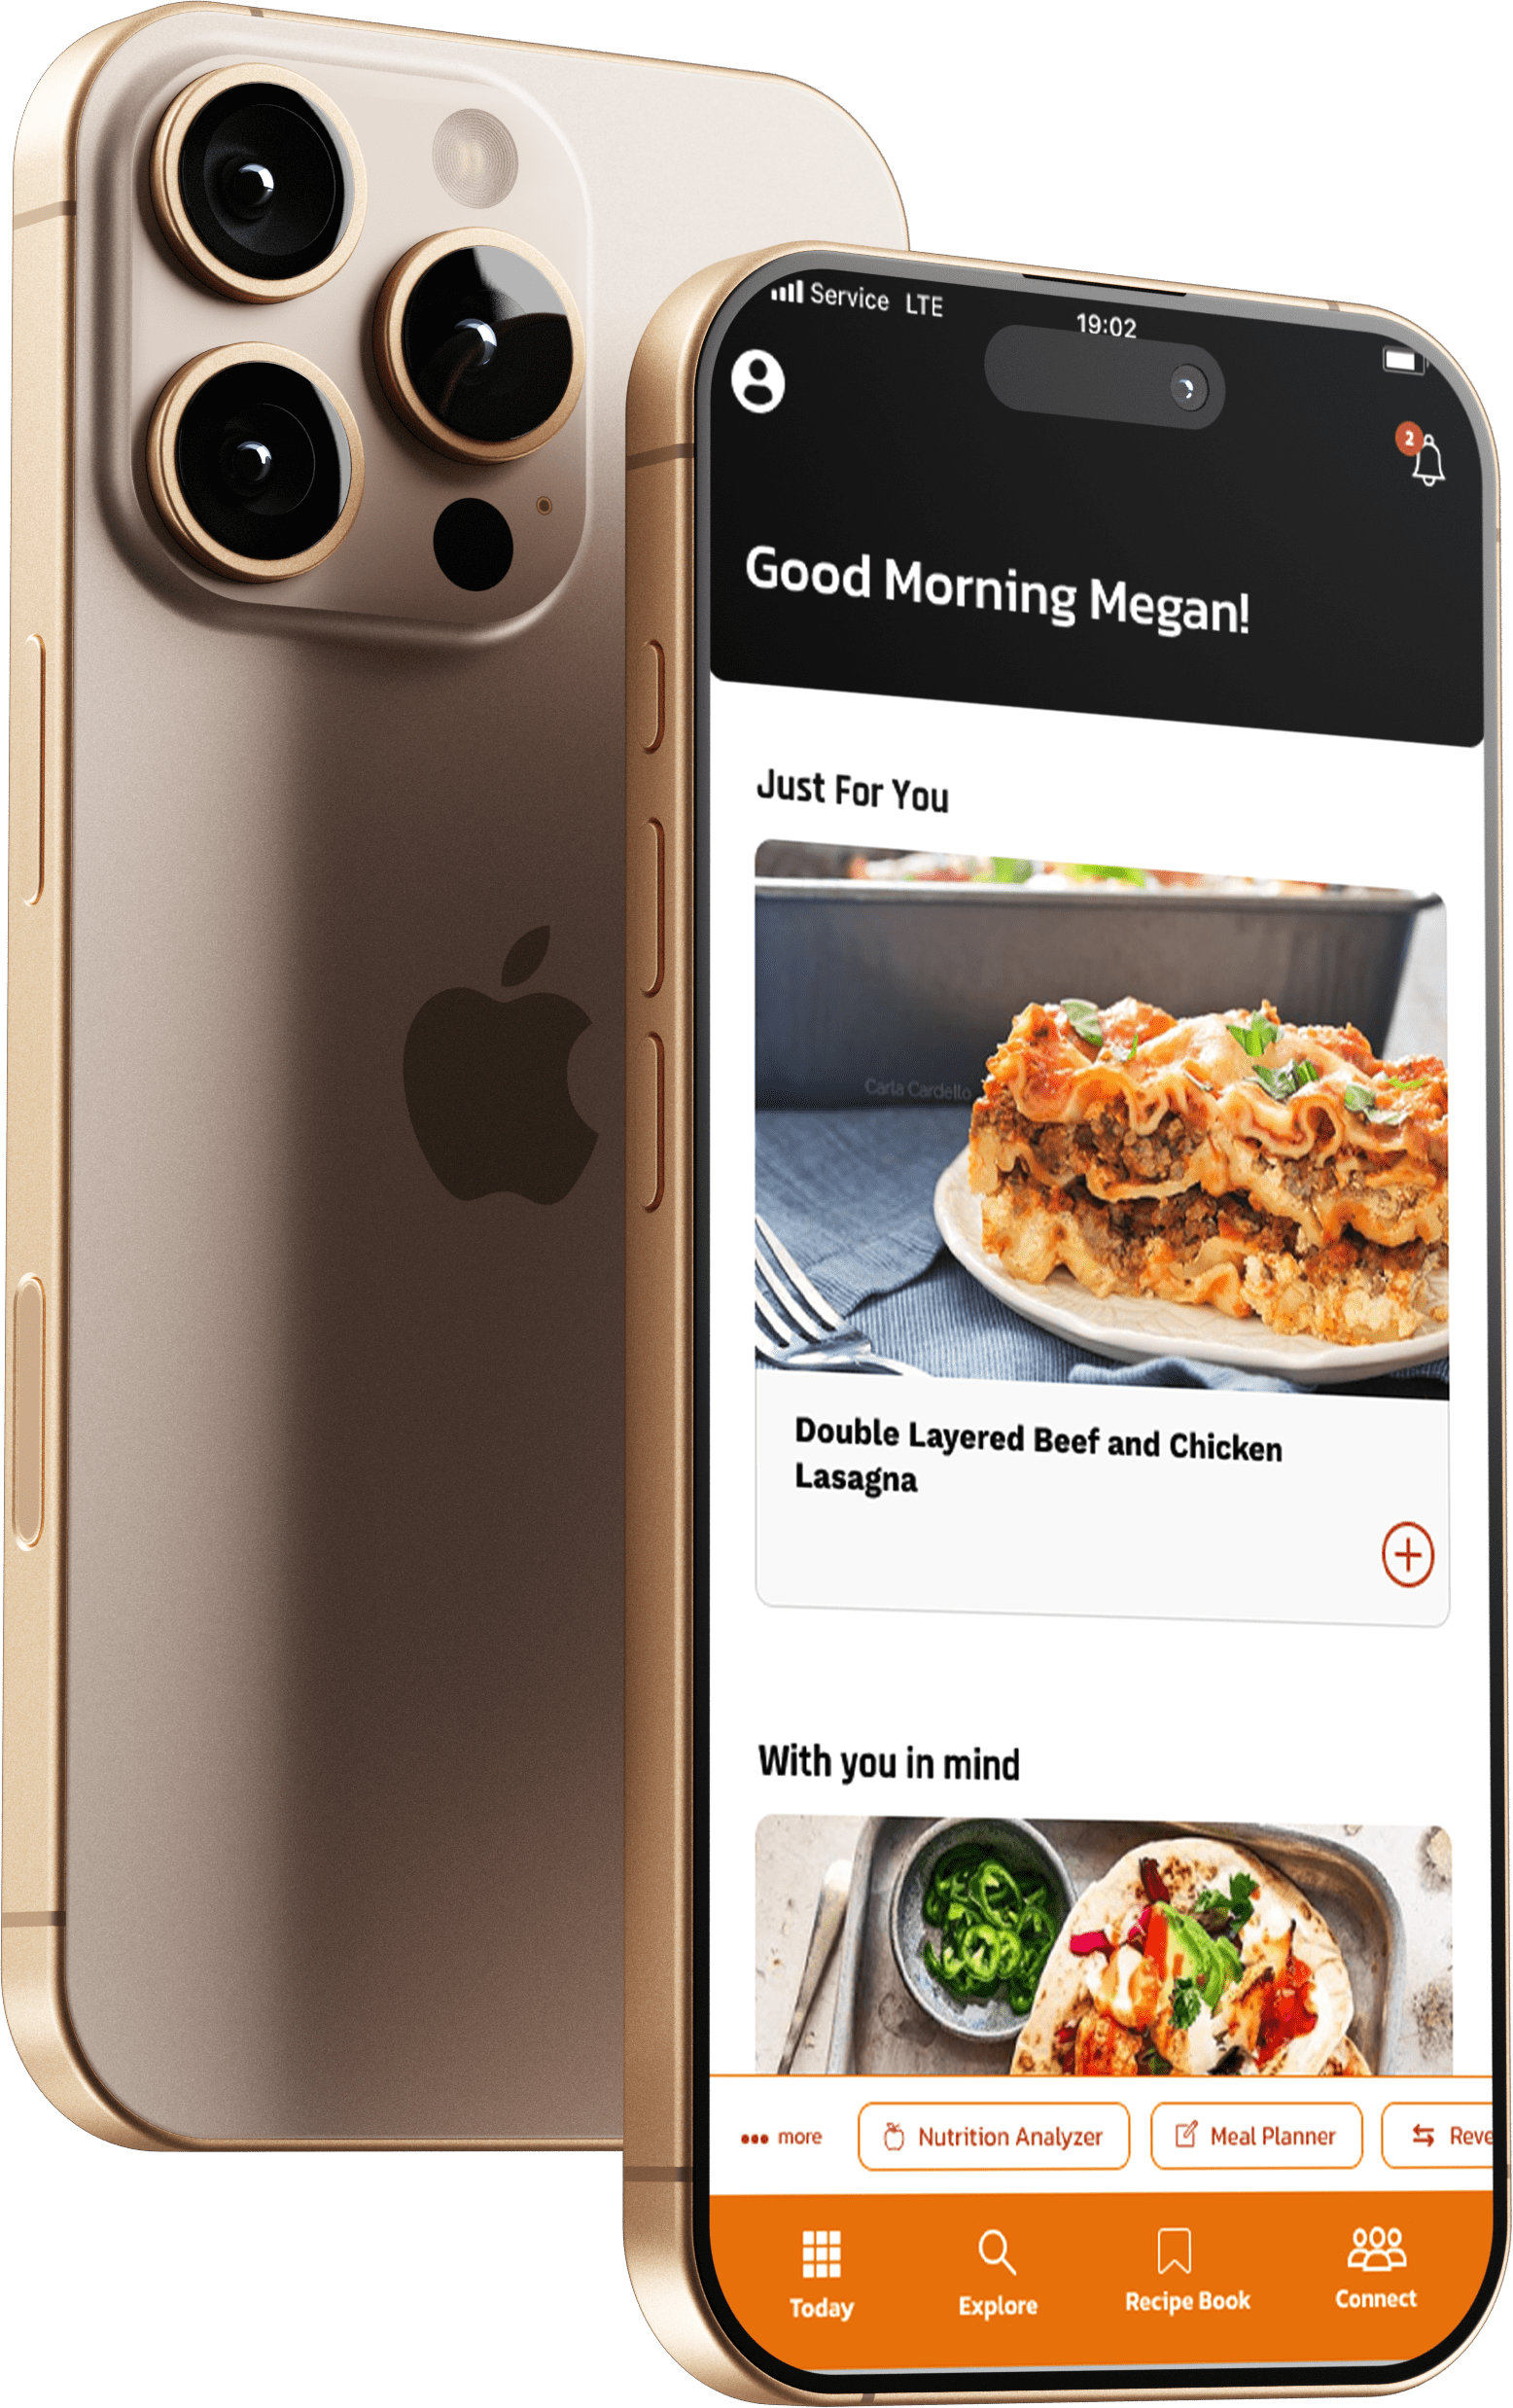 Service LTE
19:02
2
Good Morning Megan!
Just For You
Carla Cardello
Double Layered Beef and Chicken
Lasagna
With you in mind
more
Nutrition Analyzer
Meal Planner
Reve
Today
Explore
Recipe Book
Connect